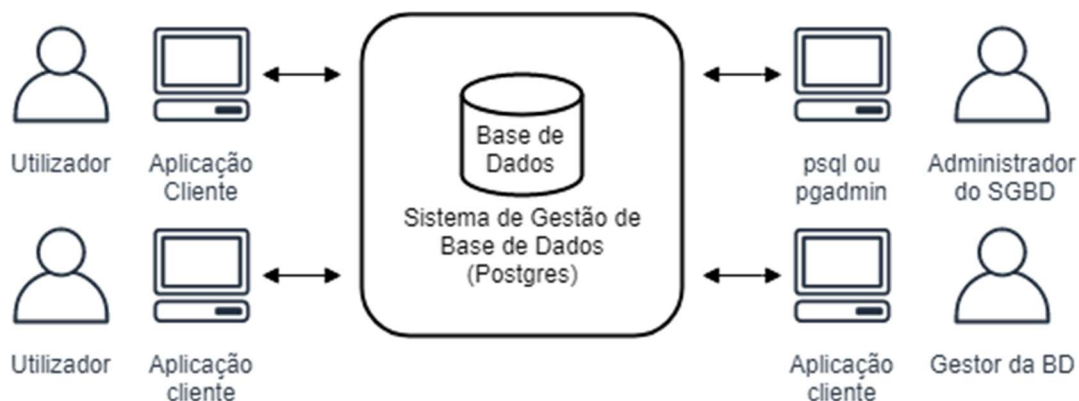 Base de
Dados
Sistema de Gestão de
Base de Dados
(Postgres)
Utilizador
Aplicação
Cliente
psql ou
pgadmin
Administrador
do SGBD
Utilizador
Aplicação
cliente
Aplicação
cliente
Gestor da BD